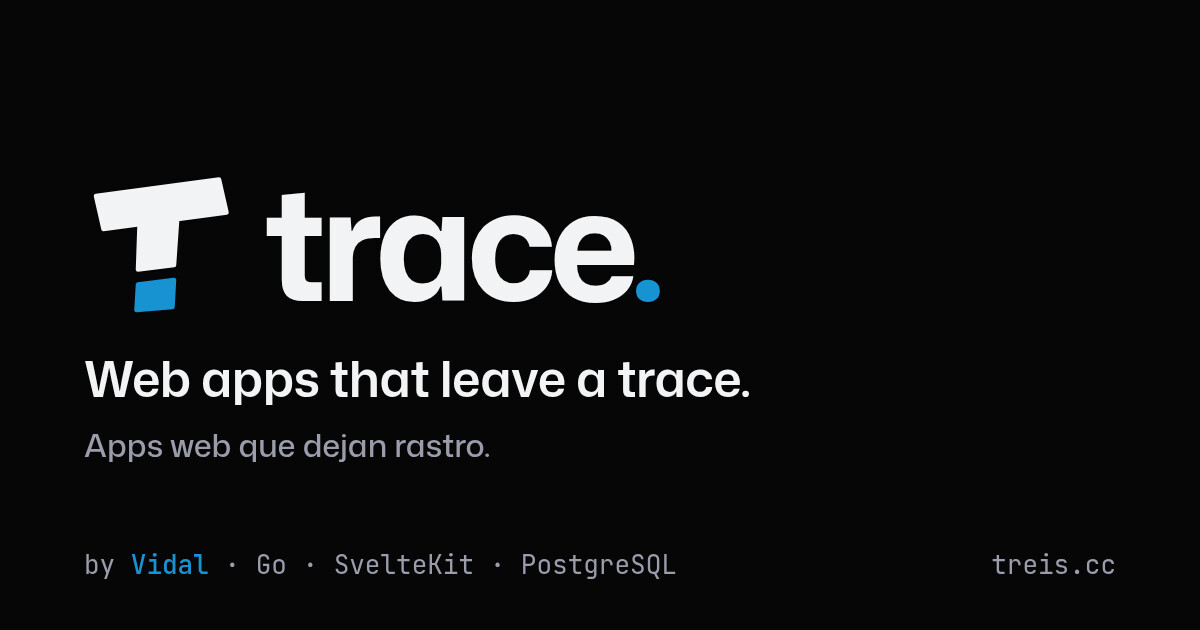 T trace.
Web apps that leave a trace.
Apps web que dejan rastro.
by Vidal · Go · SvelteKit · PostgreSQL treis.cc